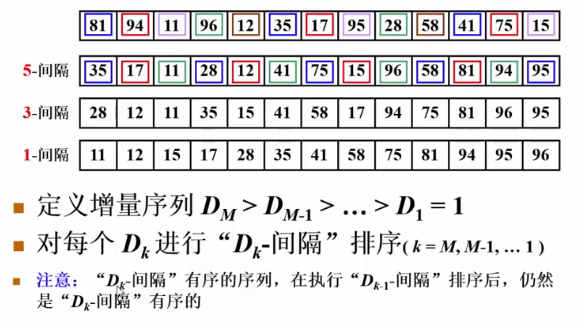 81 94 11 96 12 35 17 95 28 58 41 75 15
5-间隔 35 17 11 28 12 41 75 15 96 58 81 94 95
3-间隔 28 12 11 35 15 41 58 17 94 75 81 96 95
1-间隔 11 12 15 17 28 35 41 58 75 81 94 95 96
定义增量序列 D_M > D_{M-1} > … > D_1 = 1
对每个 D_k 进行“D_k-间隔”排序( k = M, M-1, … 1 )
注意：“D_k-间隔”有序的序列，在执行“D_{k-1}-间隔”排序后，仍然
是“D_k-间隔”有序的